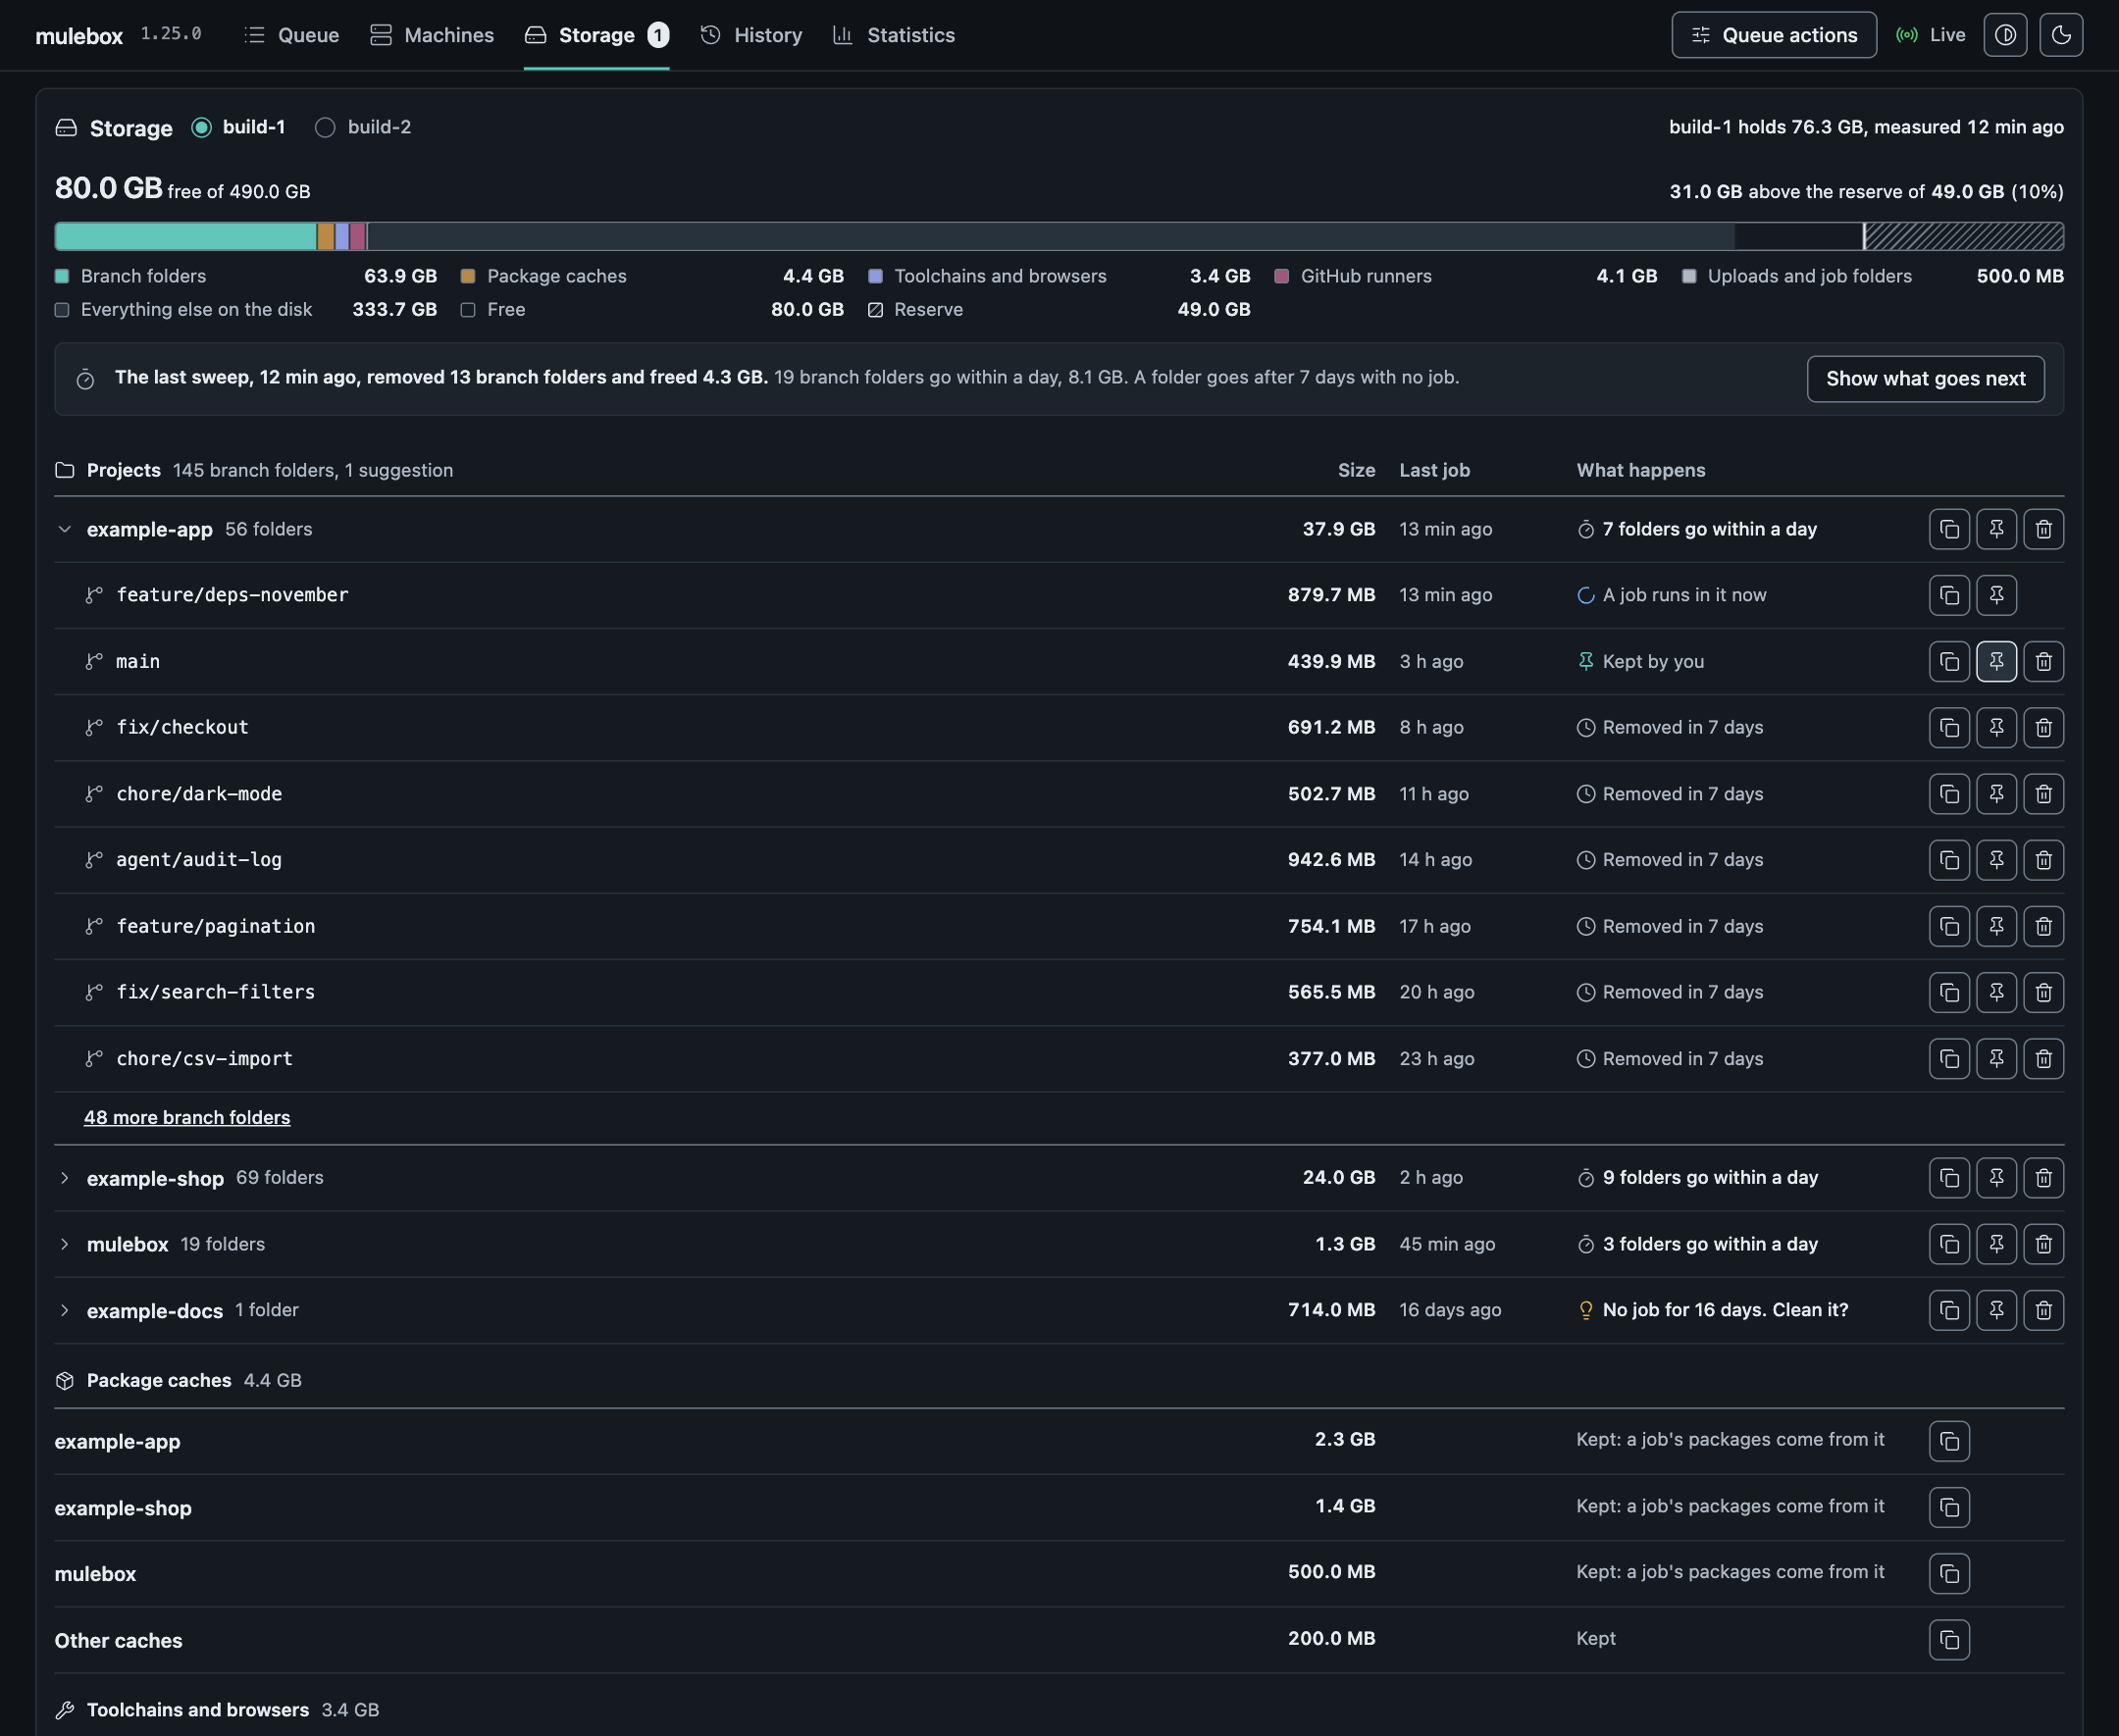 mulebox 1.25.0 Queue Machines Storage 1 History Statistics Queue actions Live
Storage build-1 build-2 build-1 holds 76.3 GB, measured 12 min ago
80.0 GB free of 490.0 GB 31.0 GB above the reserve of 49.0 GB (10%)
Branch folders 63.9 GB Package caches 4.4 GB Toolchains and browsers 3.4 GB GitHub runners 4.1 GB Uploads and job folders 500.0 MB
Everything else on the disk 333.7 GB Free 80.0 GB Reserve 49.0 GB
The last sweep, 12 min ago, removed 13 branch folders and freed 4.3 GB. 19 branch folders go within a day, 8.1 GB. A folder goes after 7 days with no job. Show what goes next
Projects 145 branch folders, 1 suggestion Size Last job What happens
example-app 56 folders 37.9 GB 13 min ago 7 folders go within a day
feature/deps-november 879.7 MB 13 min ago A job runs in it now
main 439.9 MB 3 h ago Kept by you
fix/checkout 691.2 MB 8 h ago Removed in 7 days
chore/dark-mode 502.7 MB 11 h ago Removed in 7 days
agent/audit-log 942.6 MB 14 h ago Removed in 7 days
feature/pagination 754.1 MB 17 h ago Removed in 7 days
fix/search-filters 565.5 MB 20 h ago Removed in 7 days
chore/csv-import 377.0 MB 23 h ago Removed in 7 days
48 more branch folders
example-shop 69 folders 24.0 GB 2 h ago 9 folders go within a day
mulebox 19 folders 1.3 GB 45 min ago 3 folders go within a day
example-docs 1 folder 714.0 MB 16 days ago No job for 16 days. Clean it?
Package caches 4.4 GB
example-app 2.3 GB Kept: a job's packages come from it
example-shop 1.4 GB Kept: a job's packages come from it
mulebox 500.0 MB Kept: a job's packages come from it
Other caches 200.0 MB Kept
Toolchains and browsers 3.4 GB